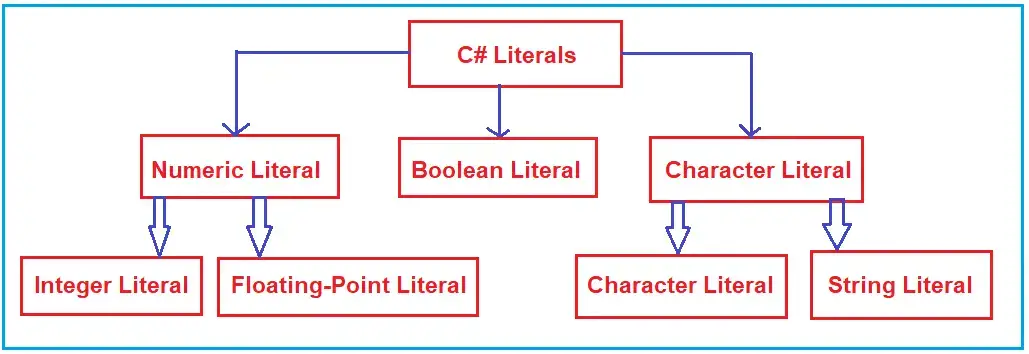 C# Literals
Numeric Literal
Boolean Literal
Character Literal
Integer Literal
Floating-Point Literal
Character Literal
String Literal